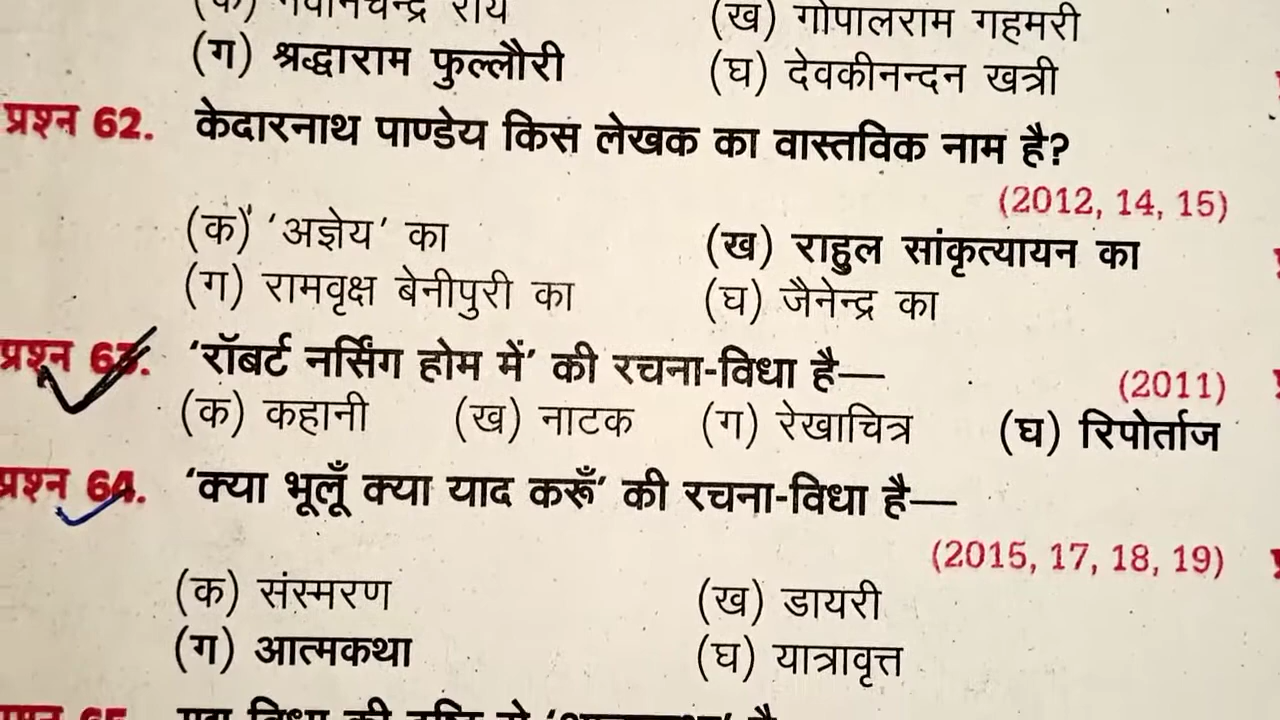 (क) नवीनचन्द्र राय (ख) गोपालराम गहमरी
(ग) श्रद्धाराम फुल्लौरी (घ) देवकीनन्दन खत्री
प्रश्न 62. केदारनाथ पाण्डेय किस लेखक का वास्तविक नाम है?
(2012, 14, 15)
(क) 'अज्ञेय' का (ख) राहुल सांकृत्यायन का
(ग) रामवृक्ष बेनीपुरी का (घ) जैनेन्द्र का
प्रश्न 63. 'रॉबर्ट नर्सिंग होम में' की रचना-विधा है—
(2011)
(क) कहानी (ख) नाटक (ग) रेखाचित्र (घ) रिपोर्ताज
प्रश्न 64. 'क्या भूलूँ क्या याद करूँ' की रचना-विधा है—
(2015, 17, 18, 19)
(क) संस्मरण (ख) डायरी
(ग) आत्मकथा (घ) यात्रावृत्त